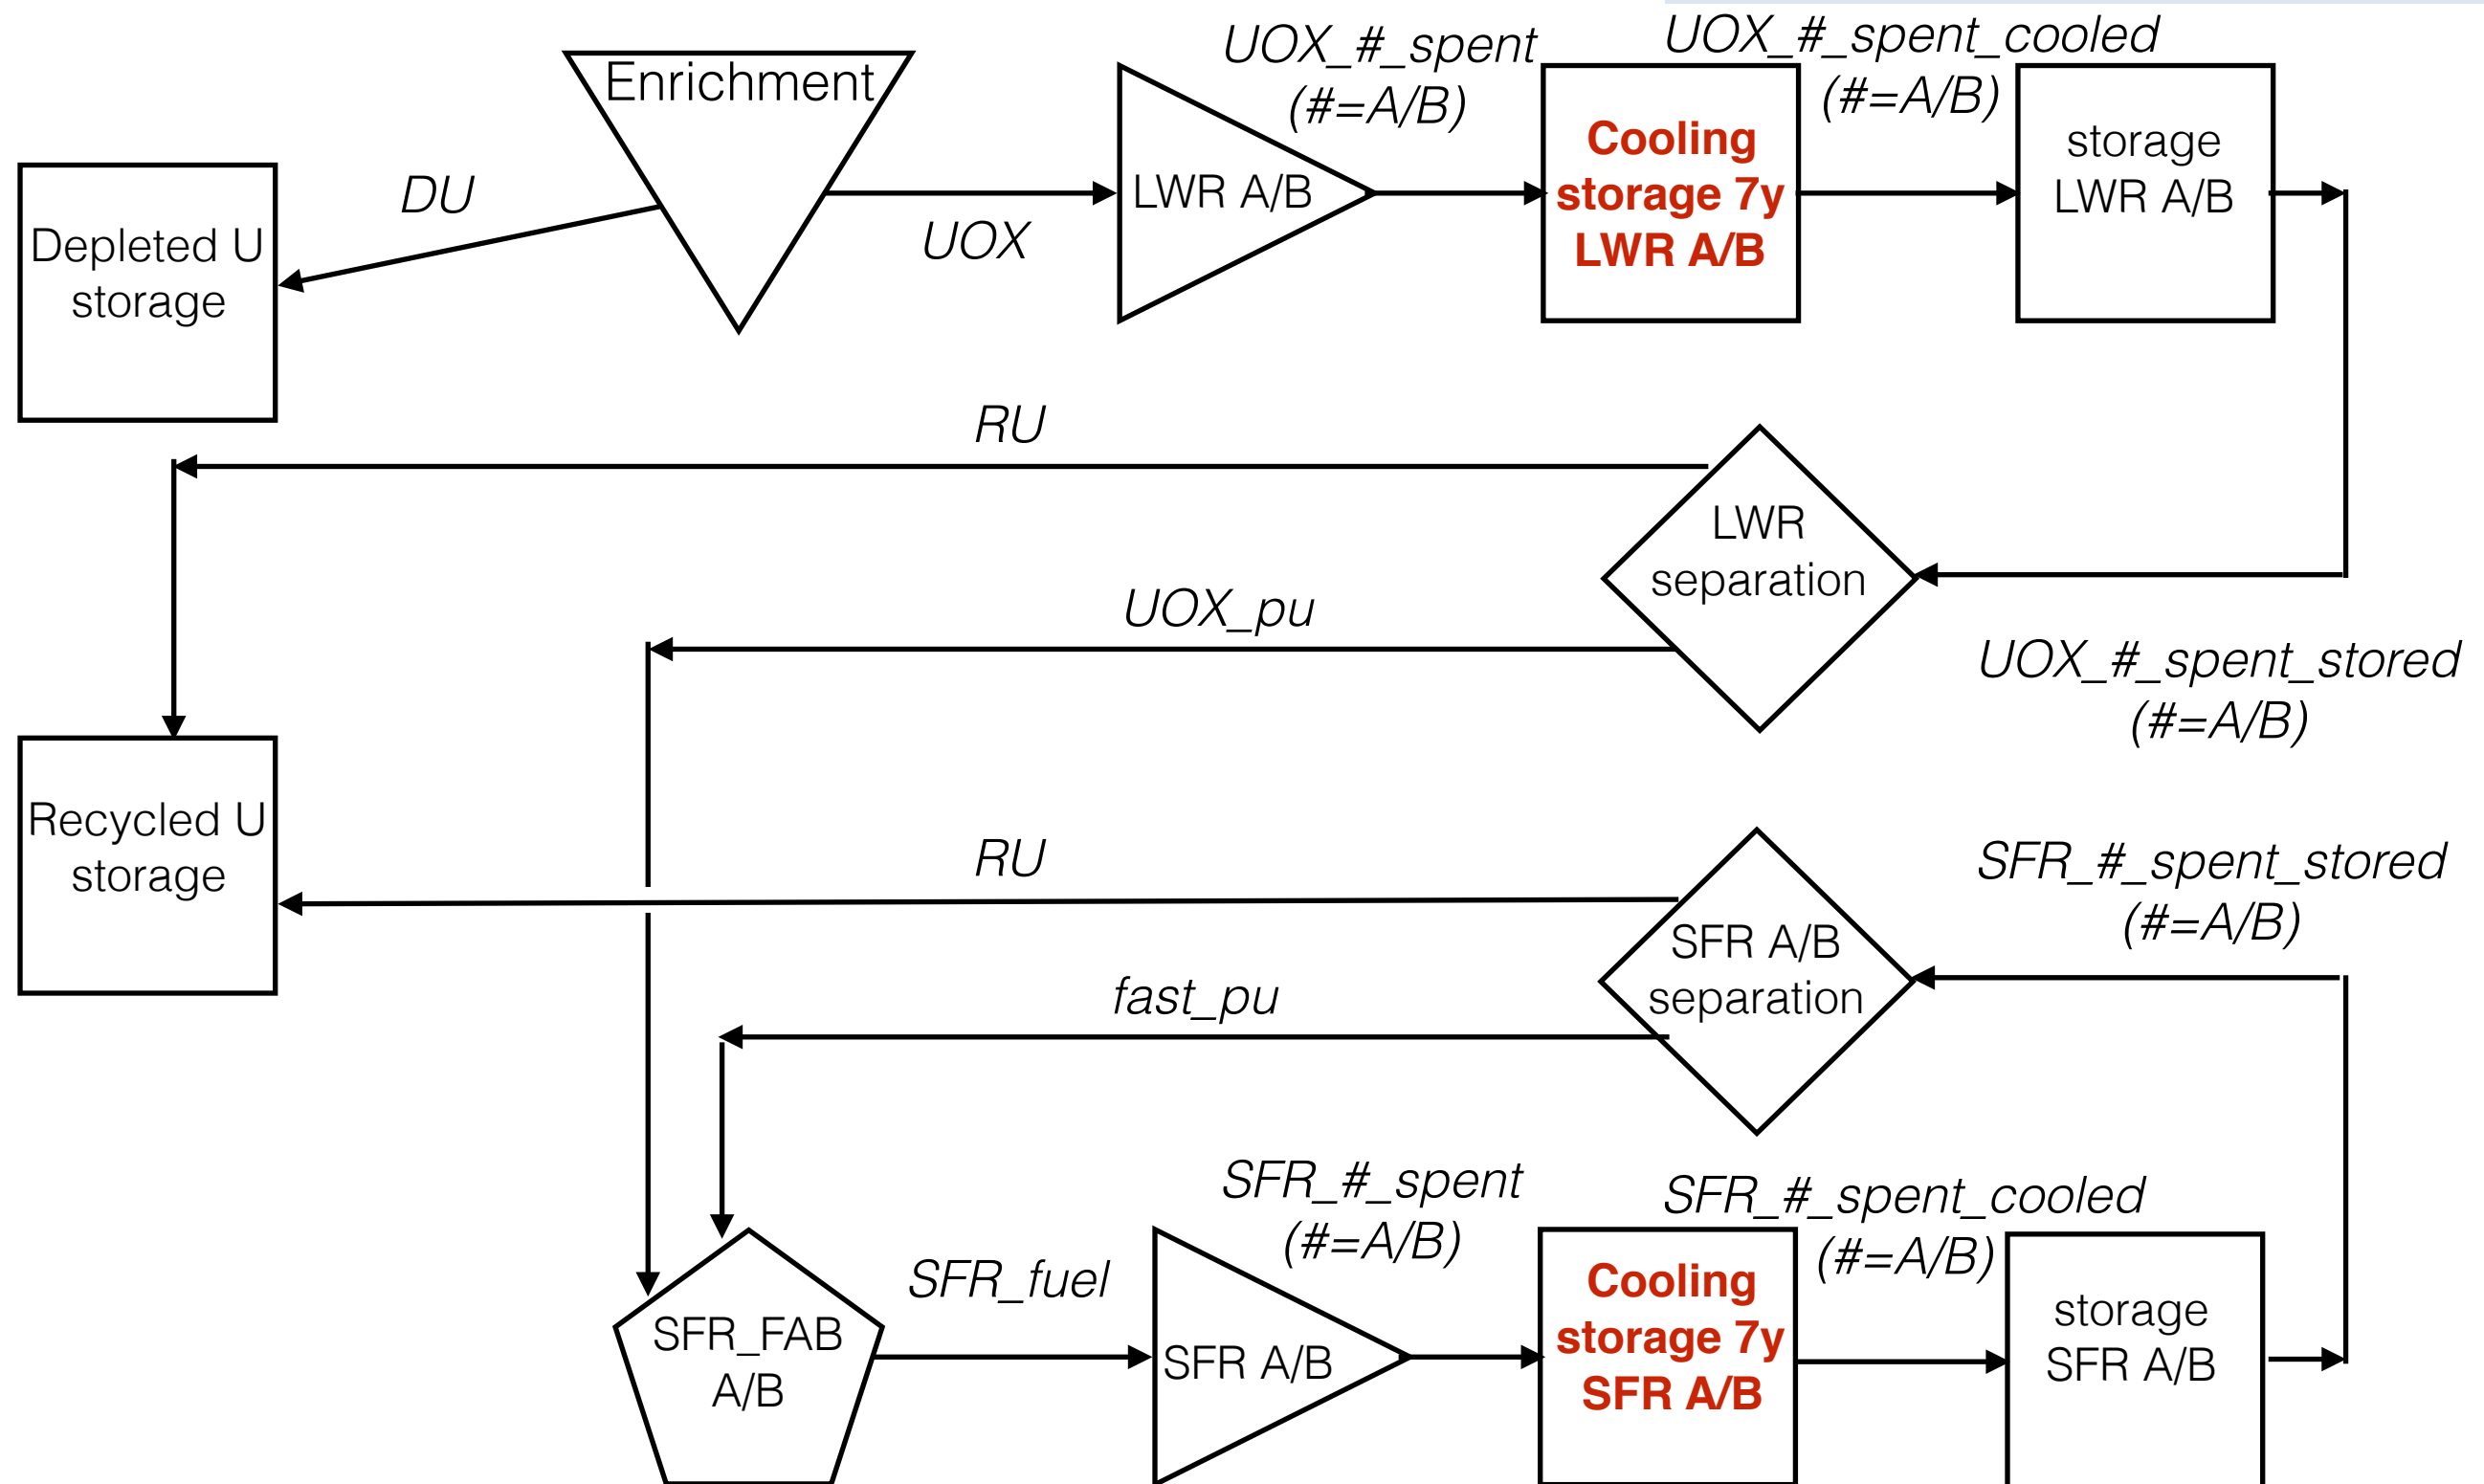 UOX_#_spent
(#=A/B)
UOX_#_spent_cooled
(#=A/B)
Enrichment
Cooling
storage 7y
LWR A/B
storage
LWR A/B
LWR A/B
DU
UOX
Depleted U
storage
RU
LWR
separation
UOX_pu
UOX_#_spent_stored
(#=A/B)
Recycled U
storage
RU
SFR_#_spent_stored
(#=A/B)
SFR A/B
separation
fast_pu
SFR_#_spent
(#=A/B)
SFR_#_spent_cooled
(#=A/B)
SFR_fuel
SFR_FAB
A/B
SFR A/B
Cooling
storage 7y
SFR A/B
storage
SFR A/B